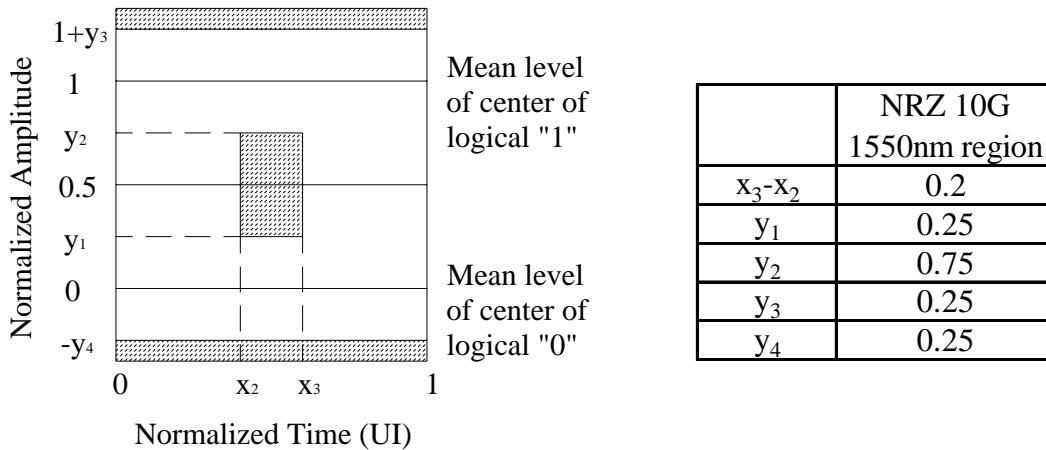 Normalized Amplitude
1+y₃
1
y₂
0.5
y₁
0
-y₄
0
x₂
x₃
1
Normalized Time (UI)
Mean level
of center of
logical "1"
Mean level
of center of
logical "0"
NRZ 10G
1550nm region
x₃-x₂ 0.2
y₁ 0.25
y₂ 0.75
y₃ 0.25
y₄ 0.25